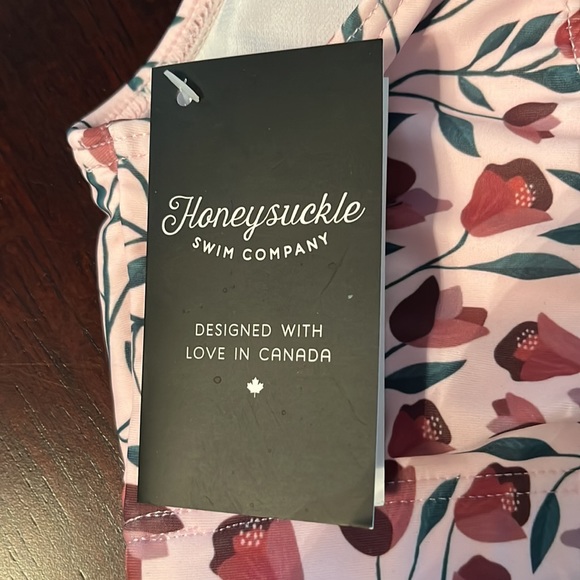 Honeysuckle
SWIM COMPANY
DESIGNED WITH
LOVE IN CANADA